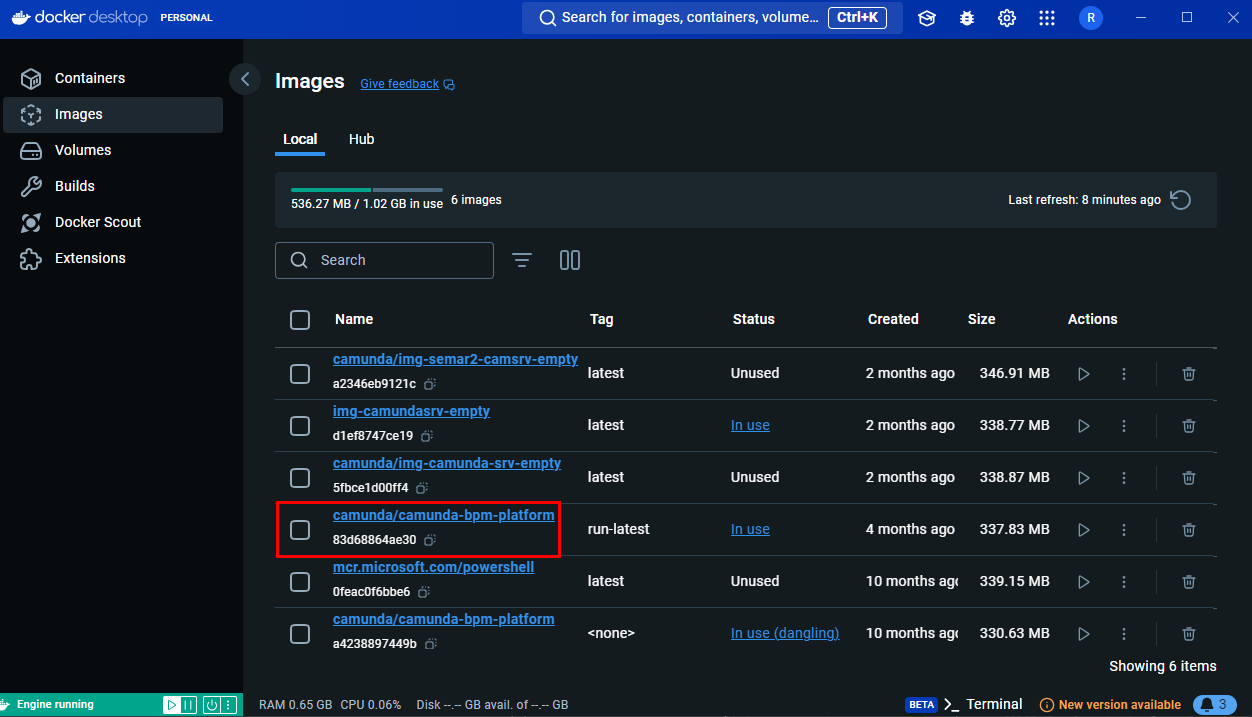 docker desktop PERSONAL
Search for images, containers, volume... Ctrl+K
R
Containers
Images
Volumes
Builds
Docker Scout
Extensions
Images Give feedback
Local Hub
536.27 MB / 1.02 GB in use 6 images Last refresh: 8 minutes ago
Search
Name Tag Status Created Size Actions
camunda/img-semar2-camsrv-empty
a2346eb9121c latest Unused 2 months ago 346.91 MB
img-camundasrv-empty
d1ef8747ce19 latest In use 2 months ago 338.77 MB
camunda/img-camunda-srv-empty
5fbce1d00ff4 latest Unused 2 months ago 338.87 MB
camunda/camunda-bpm-platform
83d68864ae30 run-latest In use 4 months ago 337.83 MB
mcr.microsoft.com/powershell
0feac0f6bbe6 latest Unused 10 months ago 339.15 MB
camunda/camunda-bpm-platform
a4238897449b <none> In use (dangling) 10 months ago 330.63 MB
Showing 6 items
Engine running RAM 0.65 GB CPU 0.06% Disk --.-- GB avail. of --.-- GB BETA >_ Terminal New version available 3